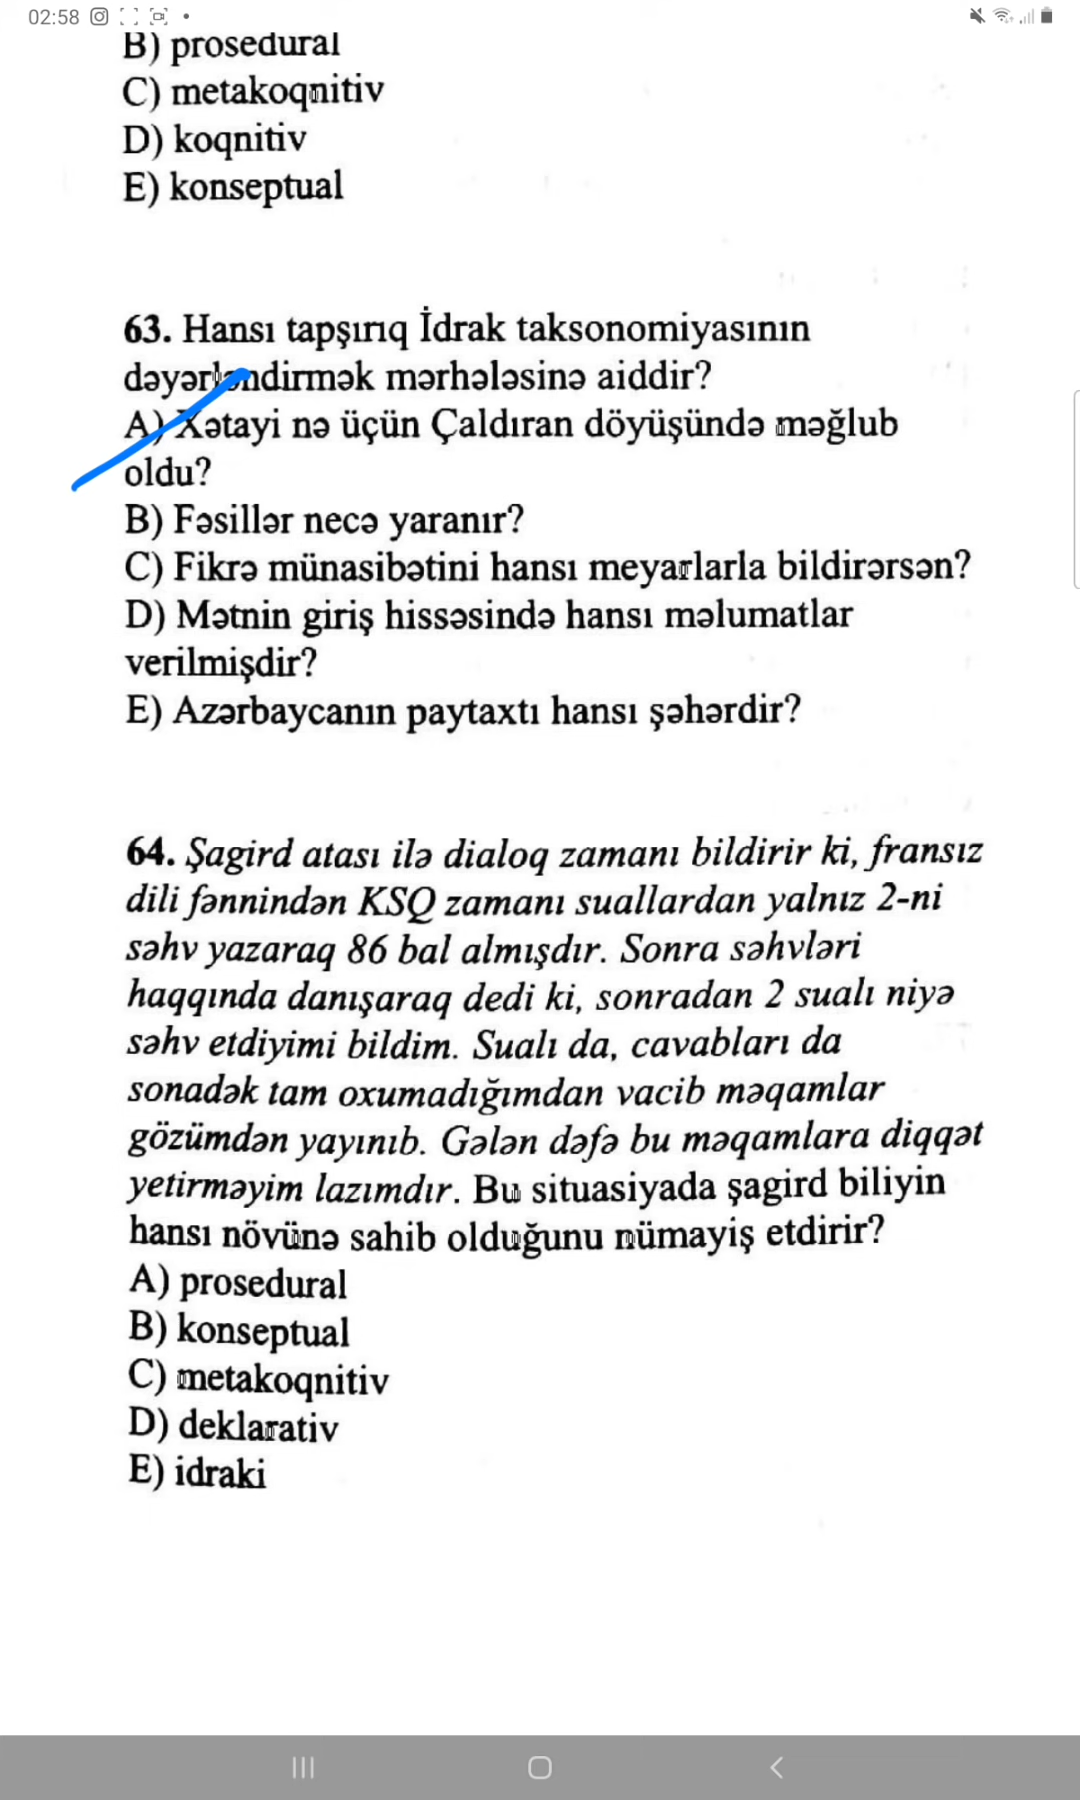 02:58
B) prosedural
C) metakoqnitiv
D) koqnitiv
E) konseptual
63. Hansı tapşırıq İdrak taksonomiyasının
dəyərləndirmək mərhələsinə aiddir?
A) Xətayi nə üçün Çaldıran döyüşündə məğlub
oldu?
B) Fəsillər necə yaranır?
C) Fikrə münasibətini hansı meyarlarla bildirərsən?
D) Mətnin giriş hissəsində hansı məlumatlar
verilmişdir?
E) Azərbaycanın paytaxtı hansı şəhərdir?
64. Şagird atası ilə dialoq zamanı bildirir ki, fransız
dili fənnindən KSQ zamanı suallardan yalnız 2-ni
səhv yazaraq 86 bal almışdır. Sonra səhvləri
haqqında danışaraq dedi ki, sonradan 2 sualı niyə
səhv etdiyimi bildim. Sualı da, cavabları da
sonadək tam oxumadığımdan vacib məqamlar
gözümdən yayınıb. Gələn dəfə bu məqamlara diqqət
yetirməyim lazımdır. Bu situasiyada şagird biliyin
hansı növünə sahib olduğunu nümayiş etdirir?
A) prosedural
B) konseptual
C) metakoqnitiv
D) deklarativ
E) idraki